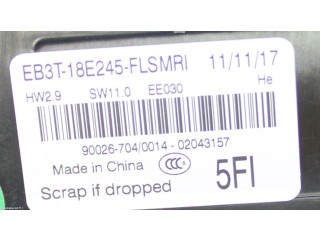 EB3T-18E245-FLSMRI 11/11/17
HW2.9 SW11.0 EE030 He
90026-704/0014 - 02043157
Made in China CCC
Scrap if dropped 5FI